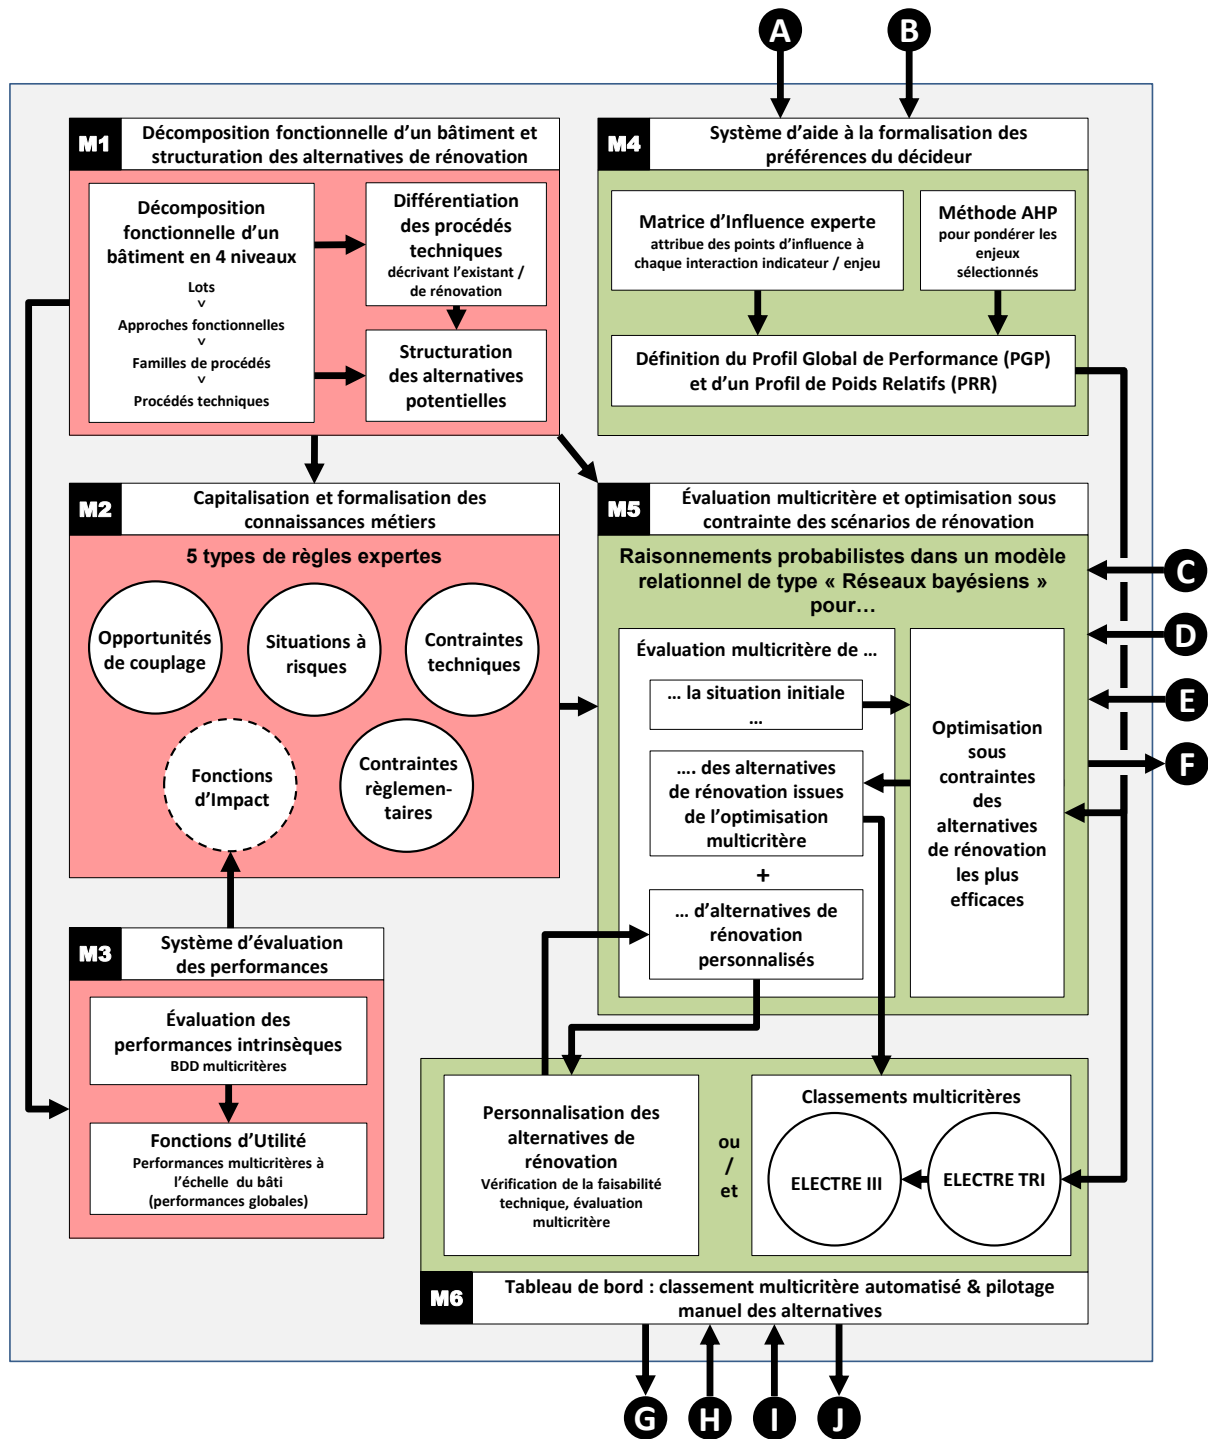 A
B
M1
Décomposition fonctionnelle d’un bâtiment et
structuration des alternatives de rénovation
Décomposition
fonctionnelle d’un
bâtiment en 4 niveaux
Lots
˅
Approches fonctionnelles
˅
Familles de procédés
˅
Procédés techniques
Différentiation
des procédés
techniques
décrivant l’existant /
de rénovation
Structuration
des alternatives
potentielles
M4
Système d’aide à la formalisation des
préférences du décideur
Matrice d’Influence experte
attribue des points d’influence à
chaque interaction indicateur / enjeu
Méthode AHP
pour pondérer les
enjeux
sélectionnés
Définition du Profil Global de Performance (PGP)
et d’un Profil de Poids Relatifs (PRR)
M2
Capitalisation et formalisation des
connaissances métiers
5 types de règles expertes
Opportunités
de couplage
Situations à
risques
Contraintes
techniques
Fonctions
d’Impact
Contraintes
règlemen-
taires
M5
Évaluation multicritère et optimisation sous
contrainte des scénarios de rénovation
Raisonnements probabilistes dans un modèle
relationnel de type « Réseaux bayésiens »
pour…
Évaluation multicritère de …
… la situation initiale
…
…. des alternatives
de rénovation issues
de l’optimisation
multicritère
+
… d’alternatives de
rénovation
personnalisés
Optimisation
sous
contraintes
des
alternatives
de rénovation
les plus
efficaces
C
D
E
F
M3
Système d’évaluation
des performances
Évaluation des
performances intrinsèques
BDD multicritères
Fonctions d’Utilité
Performances multicritères à
l’échelle du bâti
(performances globales)
Personnalisation des
alternatives de
rénovation
Vérification de la faisabilité
technique, évaluation
multicritère
ou
/
et
Classements multicritères
ELECTRE III
ELECTRE TRI
M6
Tableau de bord : classement multicritère automatisé & pilotage
manuel des alternatives
G
H
I
J